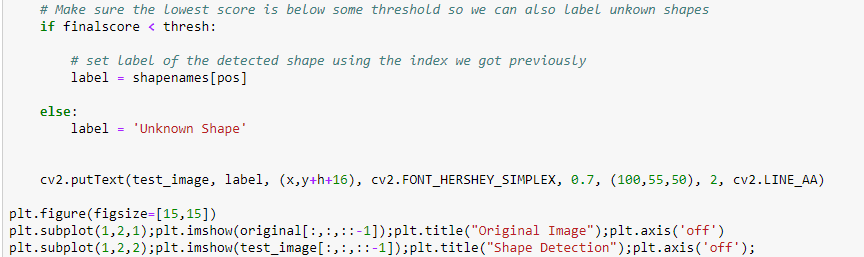 # Make sure the lowest score is below some threshold so we can also label unkown shapes
if finalscore < thresh:
# set label of the detected shape using the index we got previously
label = shapenames[pos]
else:
label = 'Unknown Shape'
cv2.putText(test_image, label, (x,y+h+16), cv2.FONT_HERSHEY_SIMPLEX, 0.7, (100,55,50), 2, cv2.LINE_AA)
plt.figure(figsize=[15,15])
plt.subplot(1,2,1);plt.imshow(original[:,:,::-1]);plt.title("Original Image");plt.axis('off')
plt.subplot(1,2,2);plt.imshow(test_image[:,:,::-1]);plt.title("Shape Detection");plt.axis('off');